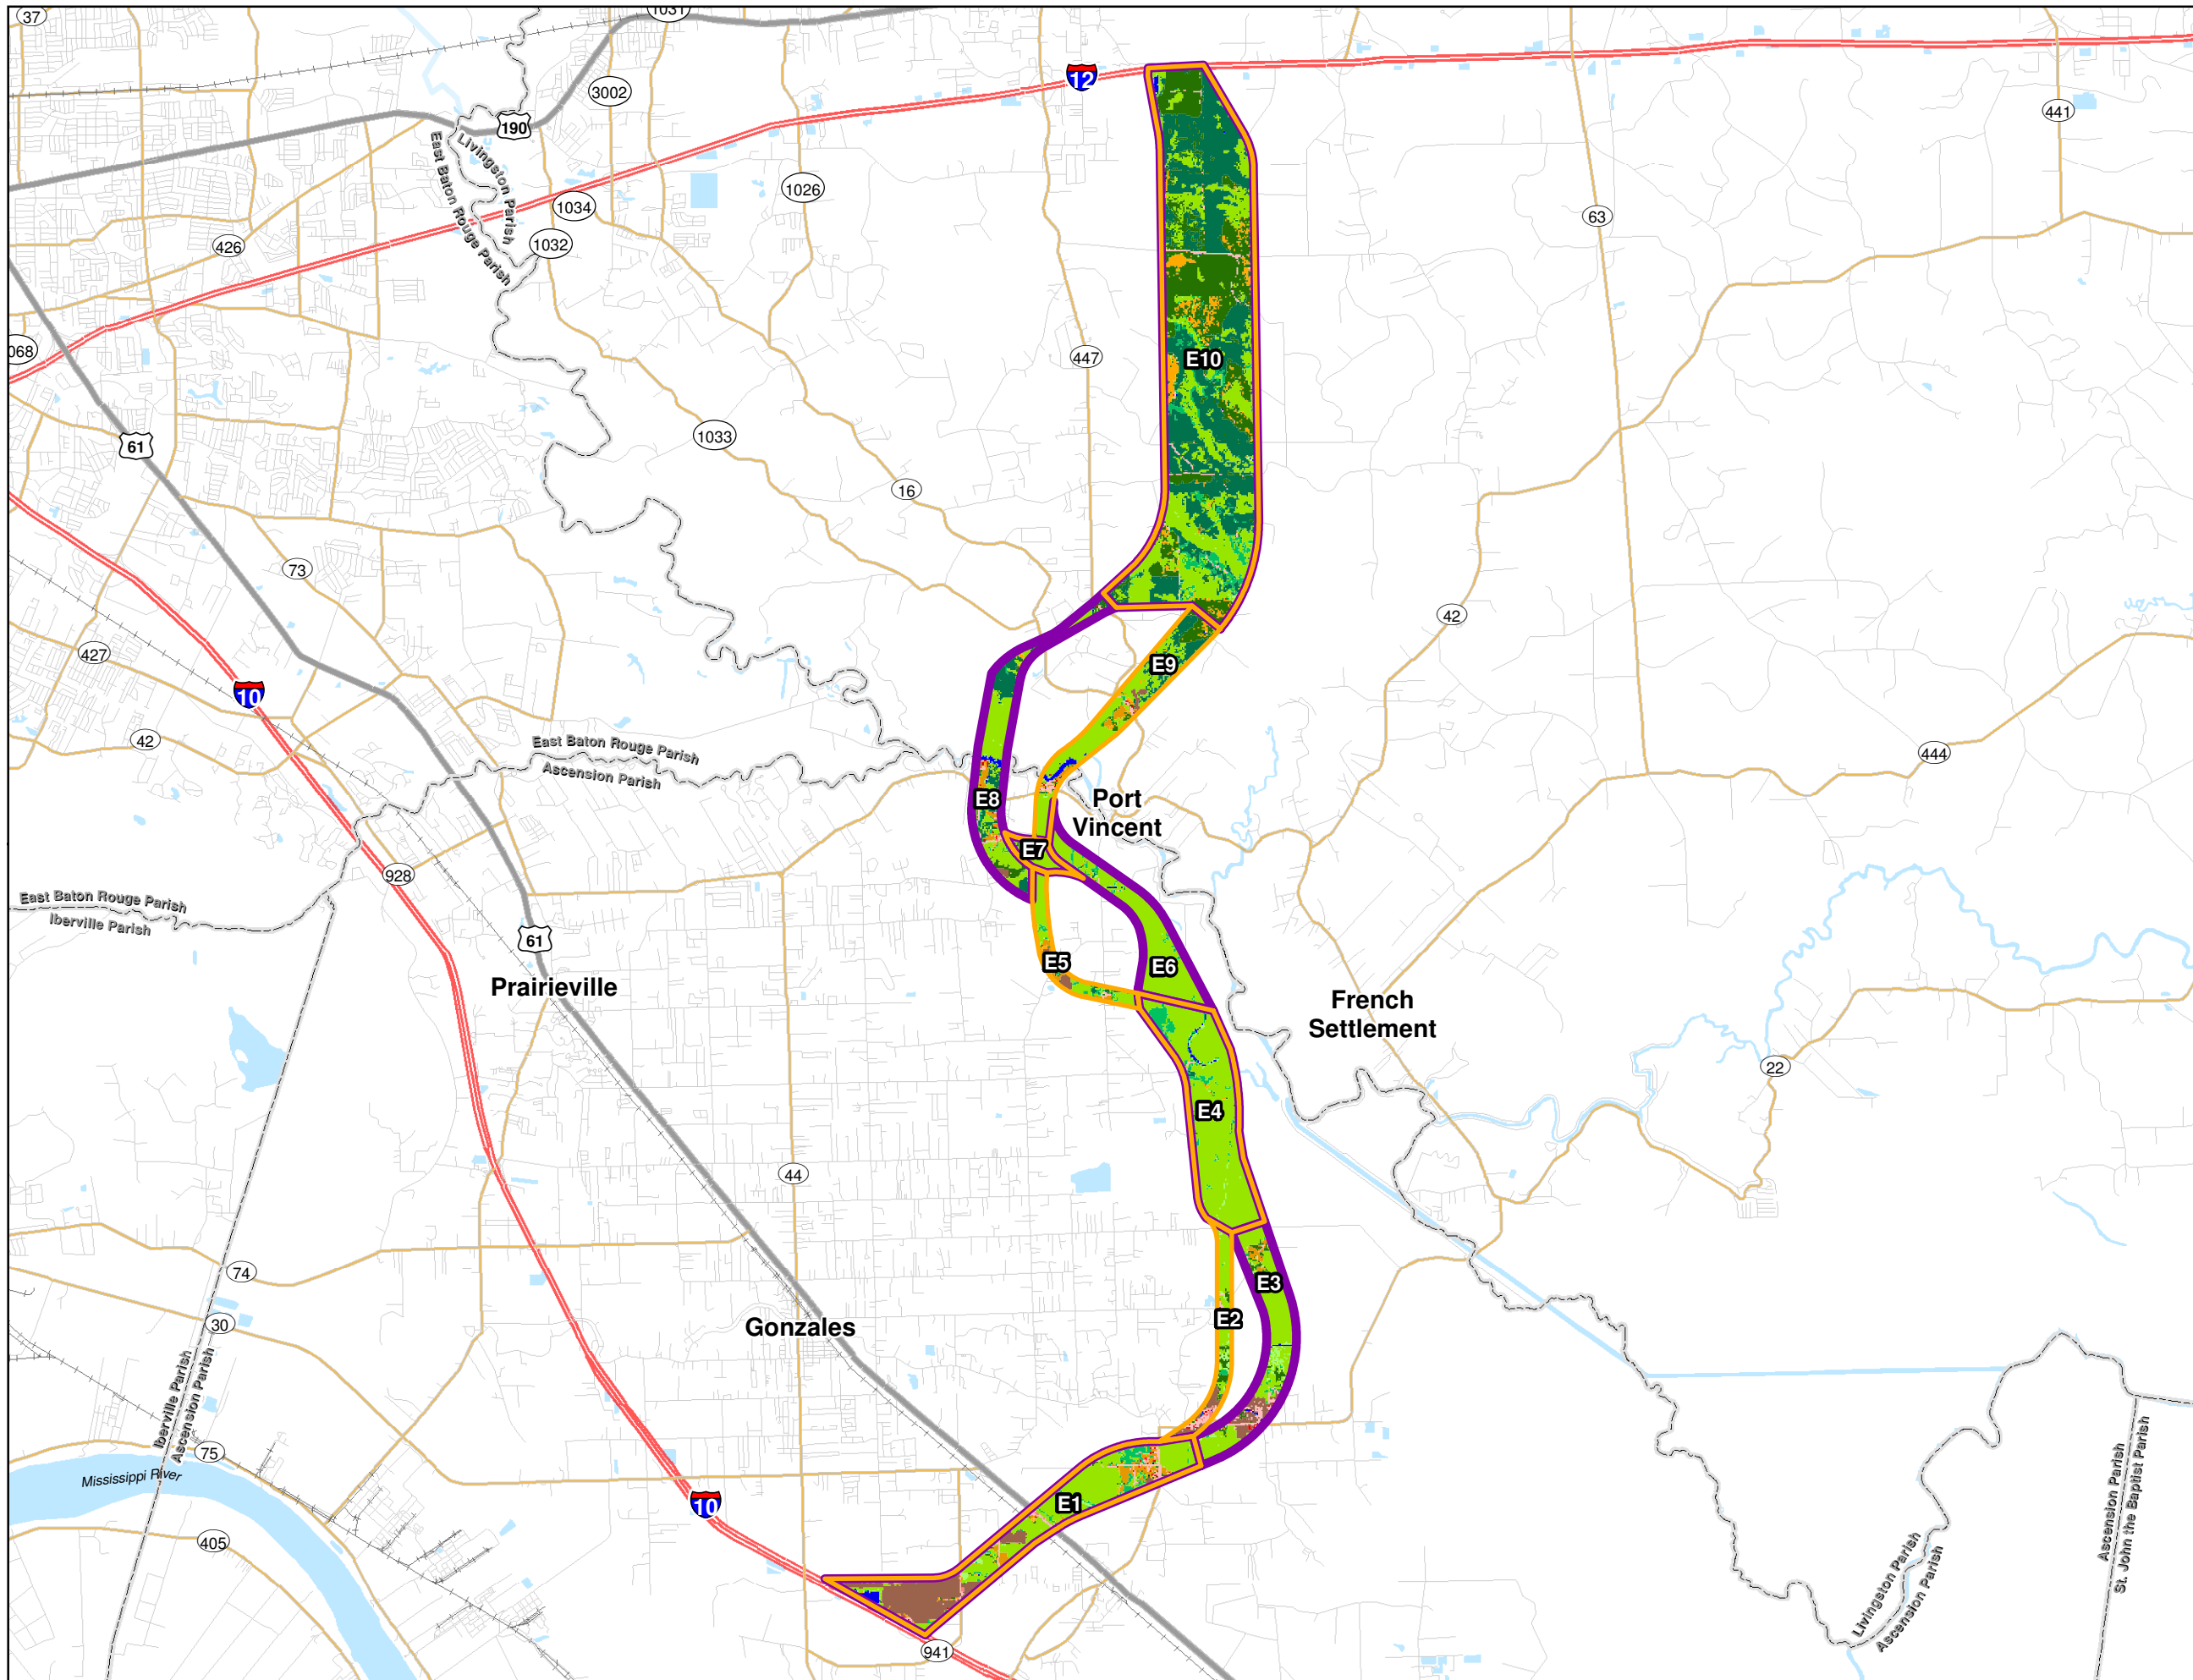 37
1031
12
3002
441
190
Livingston Parish
East Baton Rouge Parish
1026
1034
63
1032
426
068
447
E10
61
1033
16
73
42
427
E9
10
42
444
East Baton Rouge Parish
Ascension Parish
E8
Port
Vincent
E7
928
East Baton Rouge Parish
Iberville Parish
61
E5
E6
Prairieville
French
Settlement
22
E4
44
74
E3
30
E2
Gonzales
Iberville Parish
Ascension Parish
75
Mississippi River
10
E1
405
Ascension Parish
St. John the Baptist Parish
Livingston Parish
Ascension Parish
941